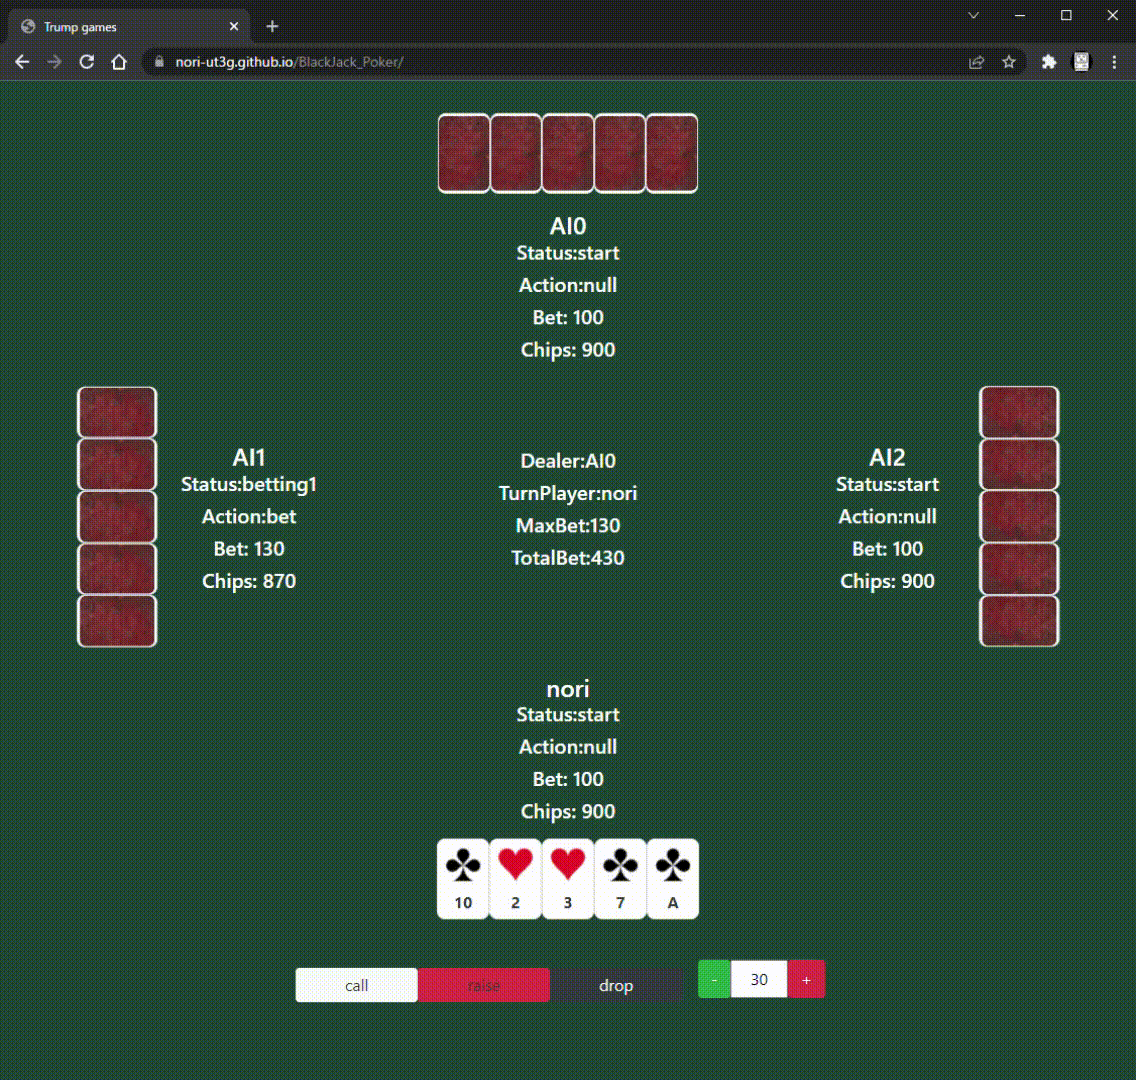 Trump games
nori-ut3g.github.io/BlackJack_Poker/
AI0
Status:start
Action:null
Bet: 100
Chips: 900
AI1
Status:betting1
Action:bet
Bet: 130
Chips: 870
Dealer:AI0
TurnPlayer:nori
MaxBet:130
TotalBet:430
AI2
Status:start
Action:null
Bet: 100
Chips: 900
nori
Status:start
Action:null
Bet: 100
Chips: 900
10 2 3 7 A
call raise drop - 30 +